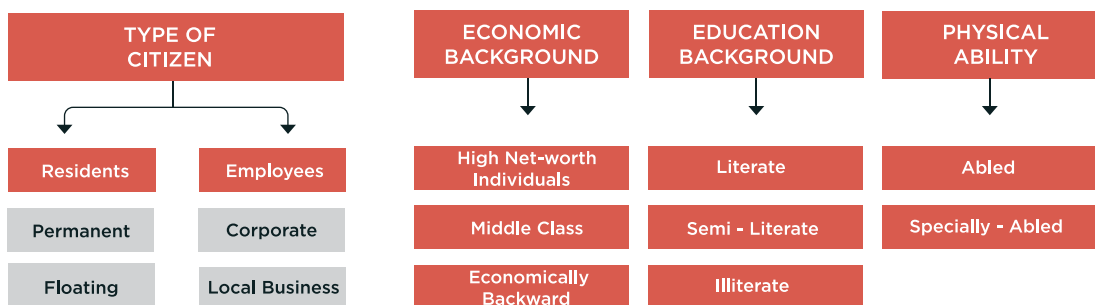 TYPE OF
CITIZEN
Residents
Employees
Permanent
Corporate
Floating
Local Business
ECONOMIC
BACKGROUND
High Net-worth
Individuals
Middle Class
Economically
Backward
EDUCATION
BACKGROUND
Literate
Semi - Literate
Illiterate
PHYSICAL
ABILITY
Abled
Specially - Abled